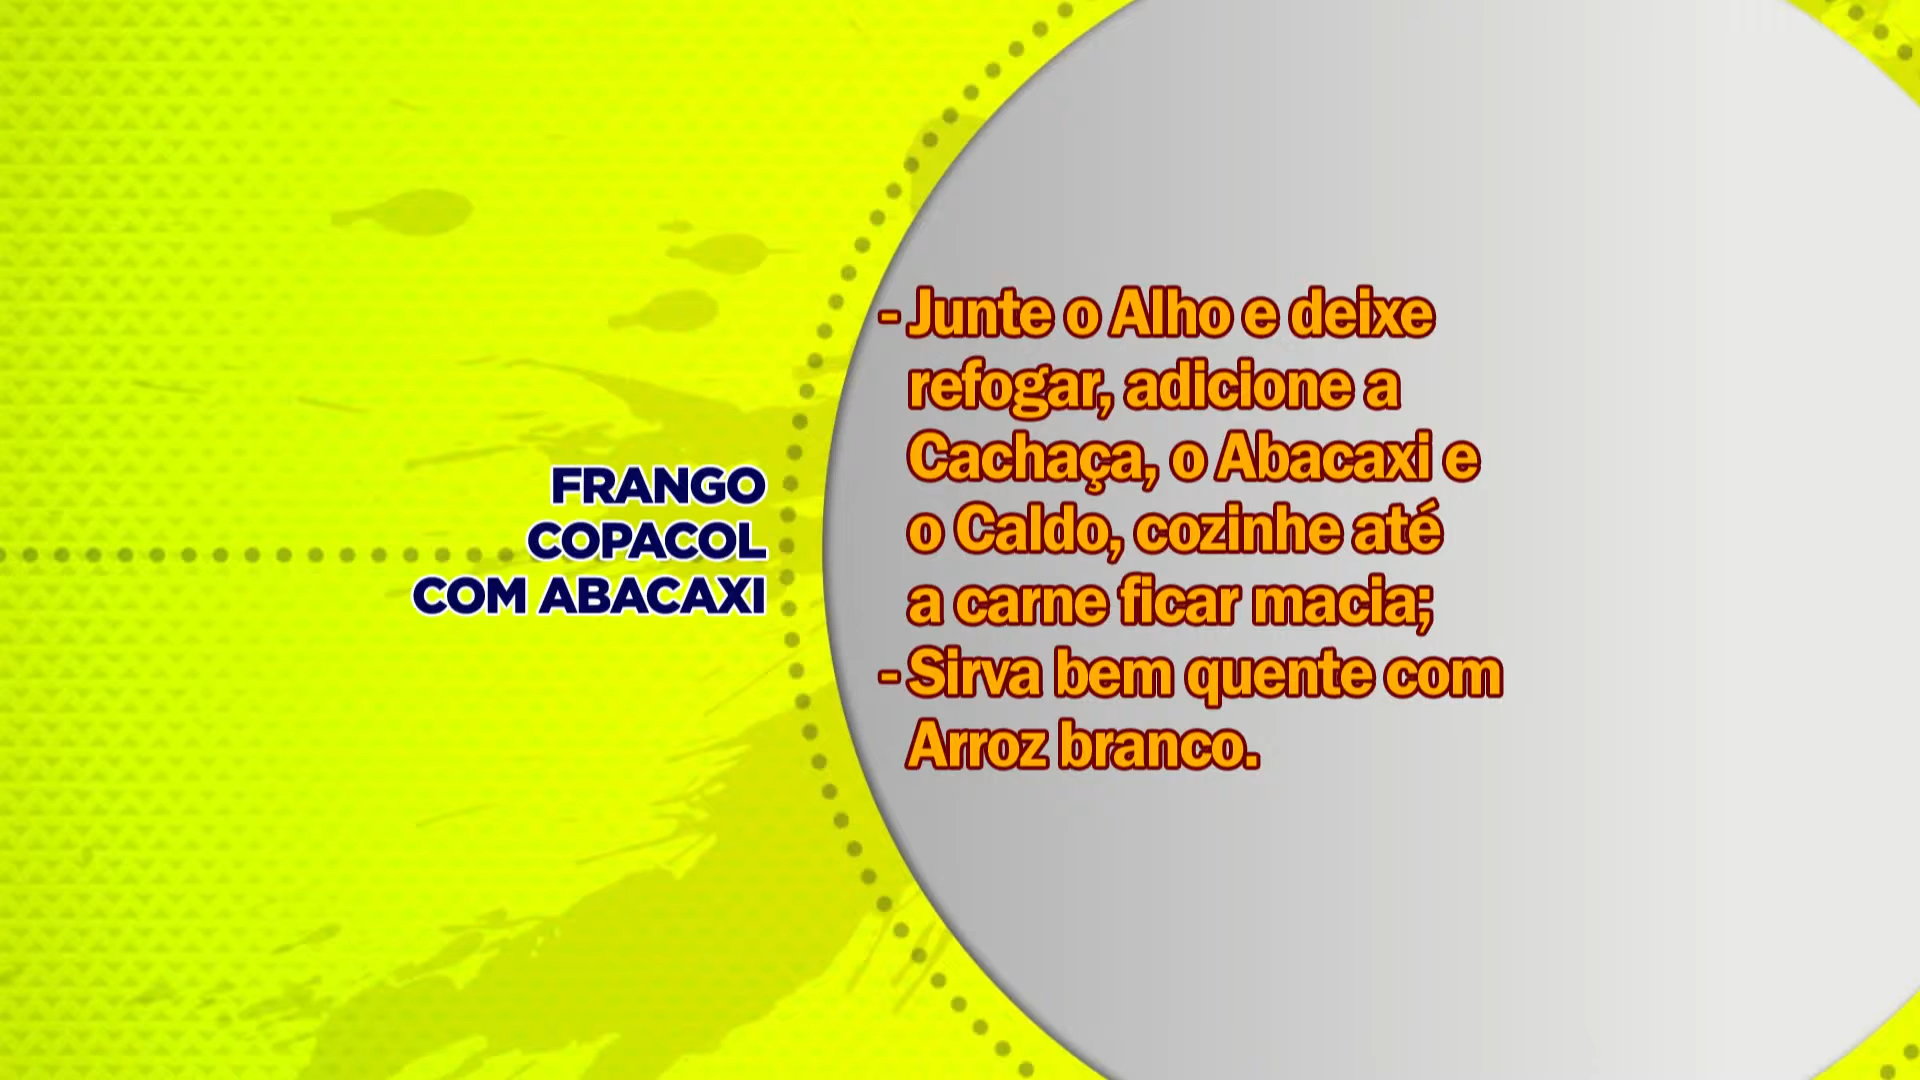 FRANGO
COPACOL
COM ABACAXI
- Junte o Alho e deixe
refogar, adicione a
Cachaça, o Abacaxi e
o Caldo, cozinhe até
a carne ficar macia;
- Sirva bem quente com
Arroz branco.